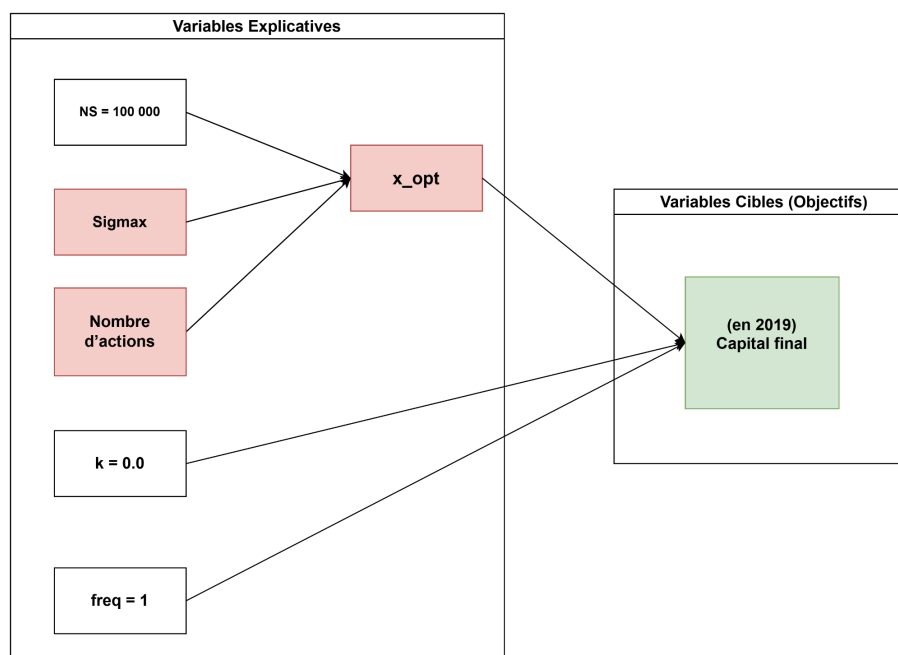 Variables Explicatives
NS = 100 000
x_opt
Sigmax
Variables Cibles (Objectifs)
Nombre
d’actions
(en 2019)
Capital final
k = 0.0
freq = 1